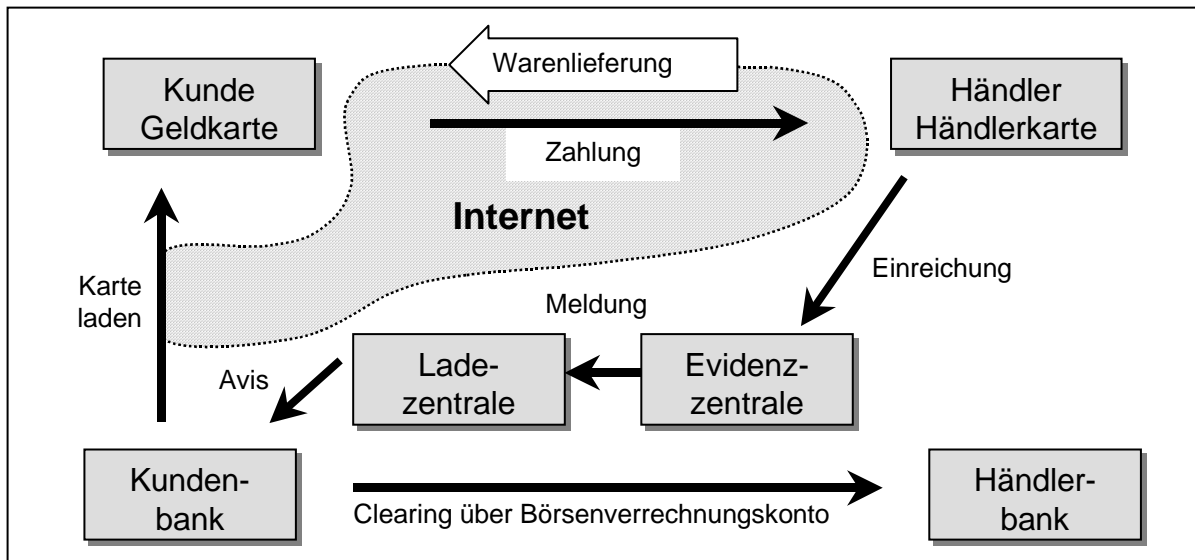 Warenlieferung
Kunde
Geldkarte
Händler
Händlerkarte
Zahlung
Internet
Karte
laden
Einreichung
Meldung
Avis
Lade-
zentrale
Evidenz-
zentrale
Kunden-
bank
Clearing über Börsenverrechnungskonto
Händler-
bank